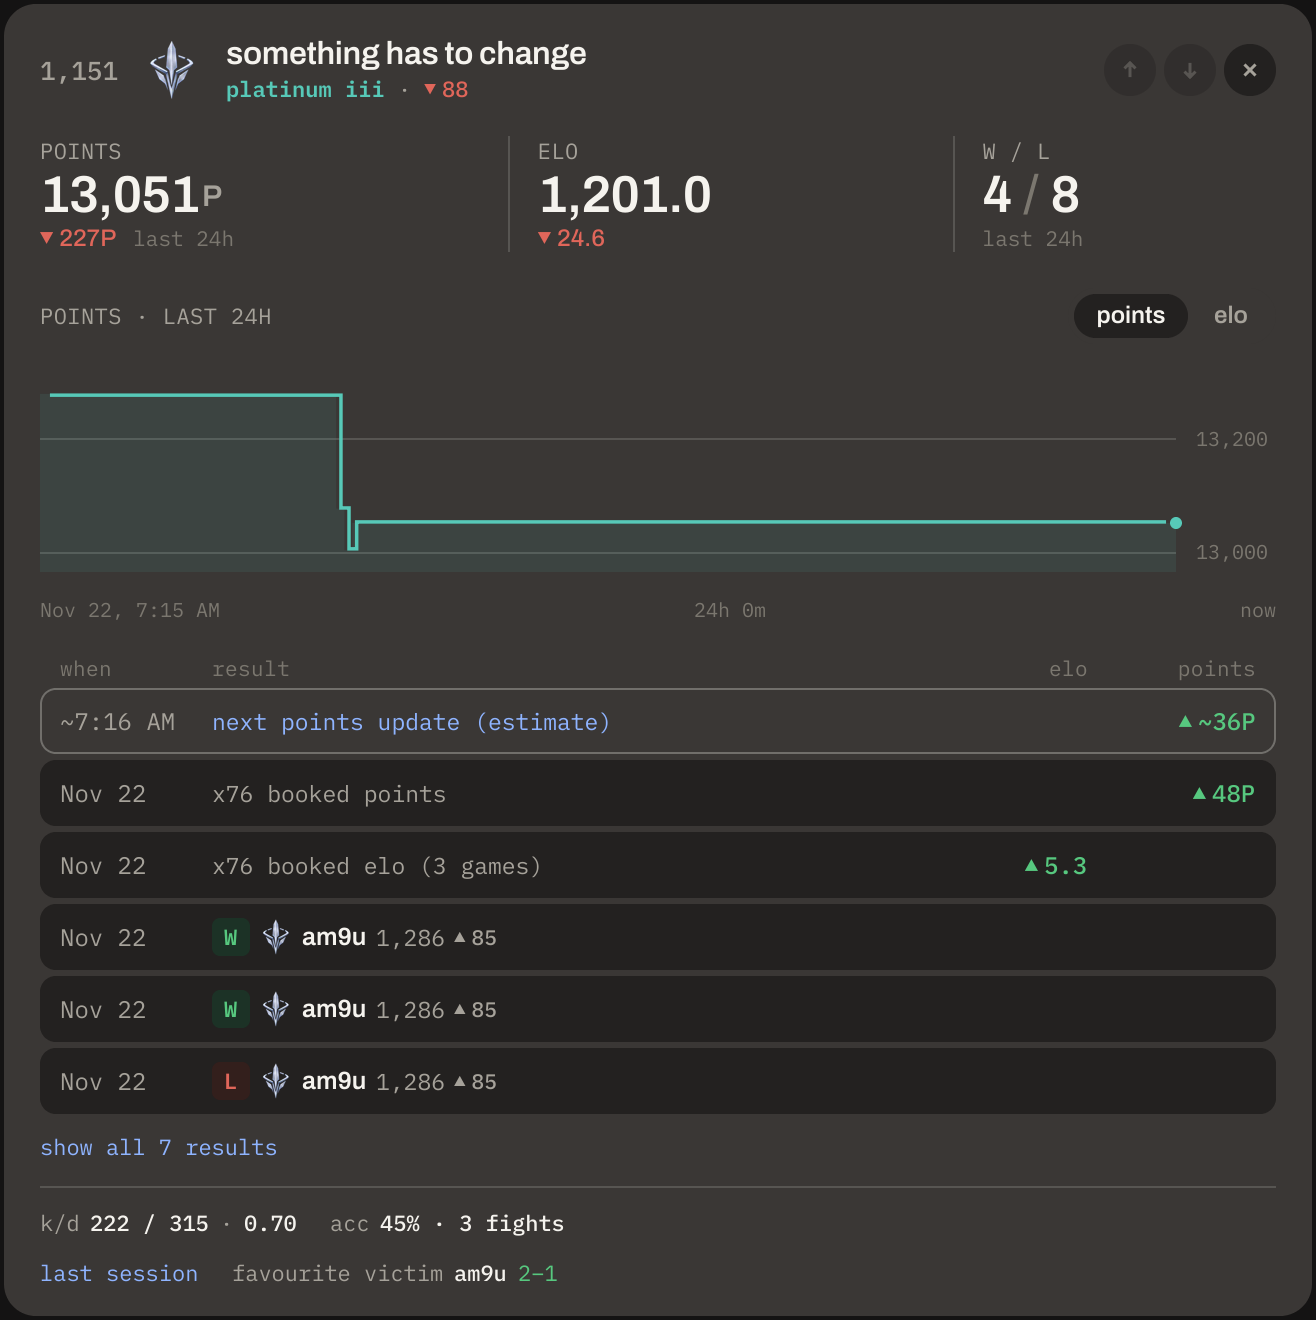 1,151
something has to change
platinum iii · ▼88
POINTS
13,051P
▼227P last 24h
ELO
1,201.0
▼24.6
W / L
4 / 8
last 24h
POINTS · LAST 24H
points elo
13,200
13,000
Nov 22, 7:15 AM 24h 0m now
when result elo points
~7:16 AM next points update (estimate) ▲~36P
Nov 22 x76 booked points ▲48P
Nov 22 x76 booked elo (3 games) ▲5.3
Nov 22 W am9u 1,286 ▲85
Nov 22 W am9u 1,286 ▲85
Nov 22 L am9u 1,286 ▲85
show all 7 results
k/d 222 / 315 · 0.70 acc 45% · 3 fights
last session favourite victim am9u 2–1